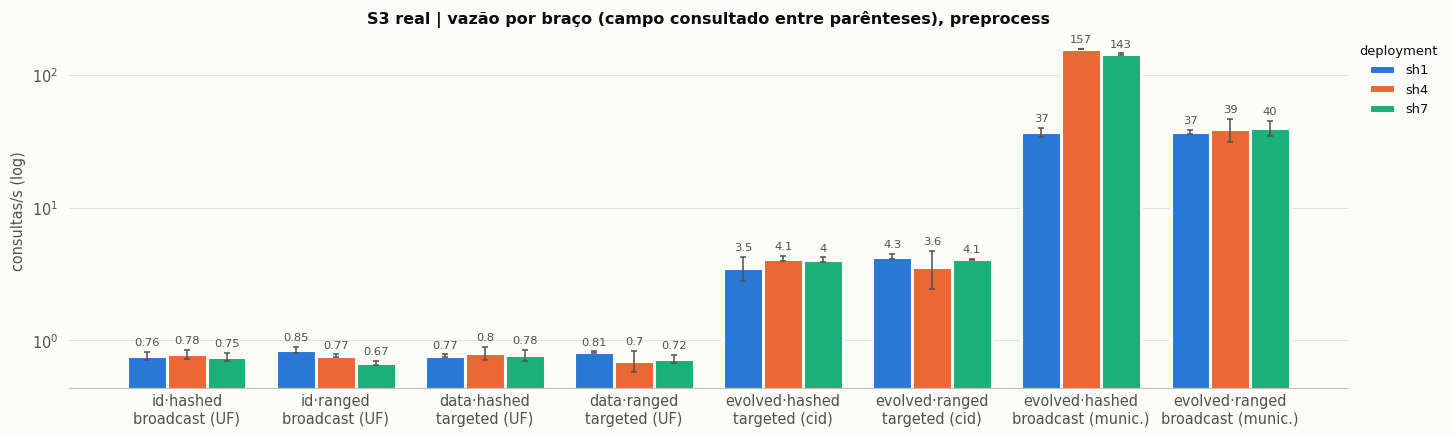 S3 real | vazão por braço (campo consultado entre parênteses), preprocess
consultas/s (log)
10²
10¹
10⁰
deployment
sh1
sh4
sh7
0.76 0.78 0.75
0.85 0.77 0.67
0.77 0.8 0.78
0.81 0.7 0.72
3.5 4.1 4
4.3 3.6 4.1
37 157 143
37 39 40
id·hashed
broadcast (UF)
id·ranged
broadcast (UF)
data·hashed
targeted (UF)
data·ranged
targeted (UF)
evolved·hashed
targeted (cid)
evolved·ranged
targeted (cid)
evolved·hashed
broadcast (munic.)
evolved·ranged
broadcast (munic.)